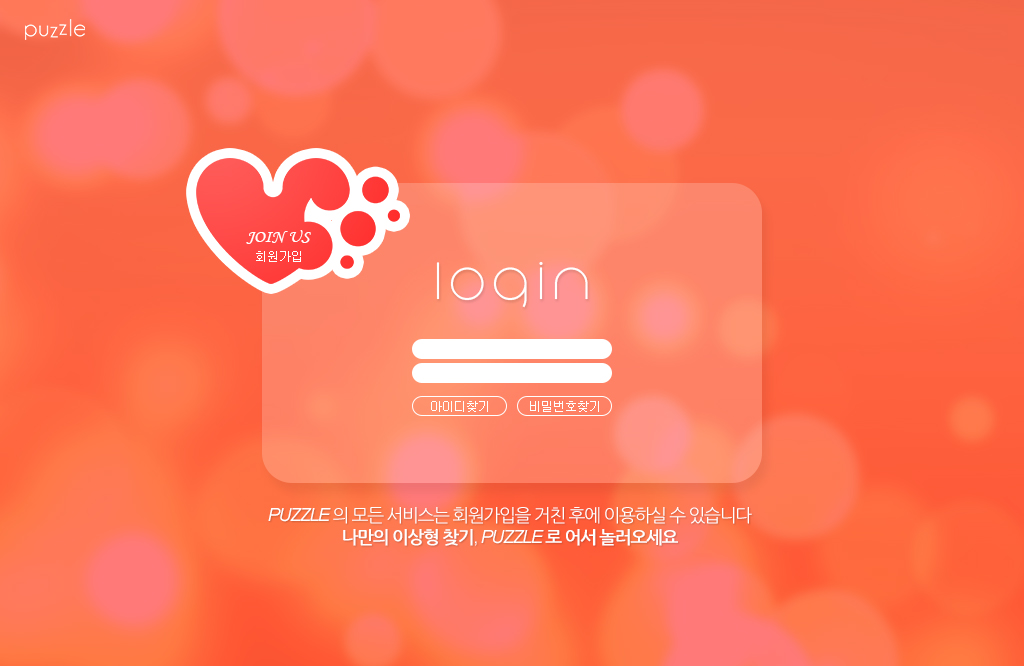 puzzle
JOIN US
회원가입
login
아이디찾기
비밀번호찾기
PUZZLE 의 모든 서비스는 회원가입을 거친 후에 이용하실 수 있습니다
나만의 이상형 찾기, PUZZLE 로 어서 놀러오세요